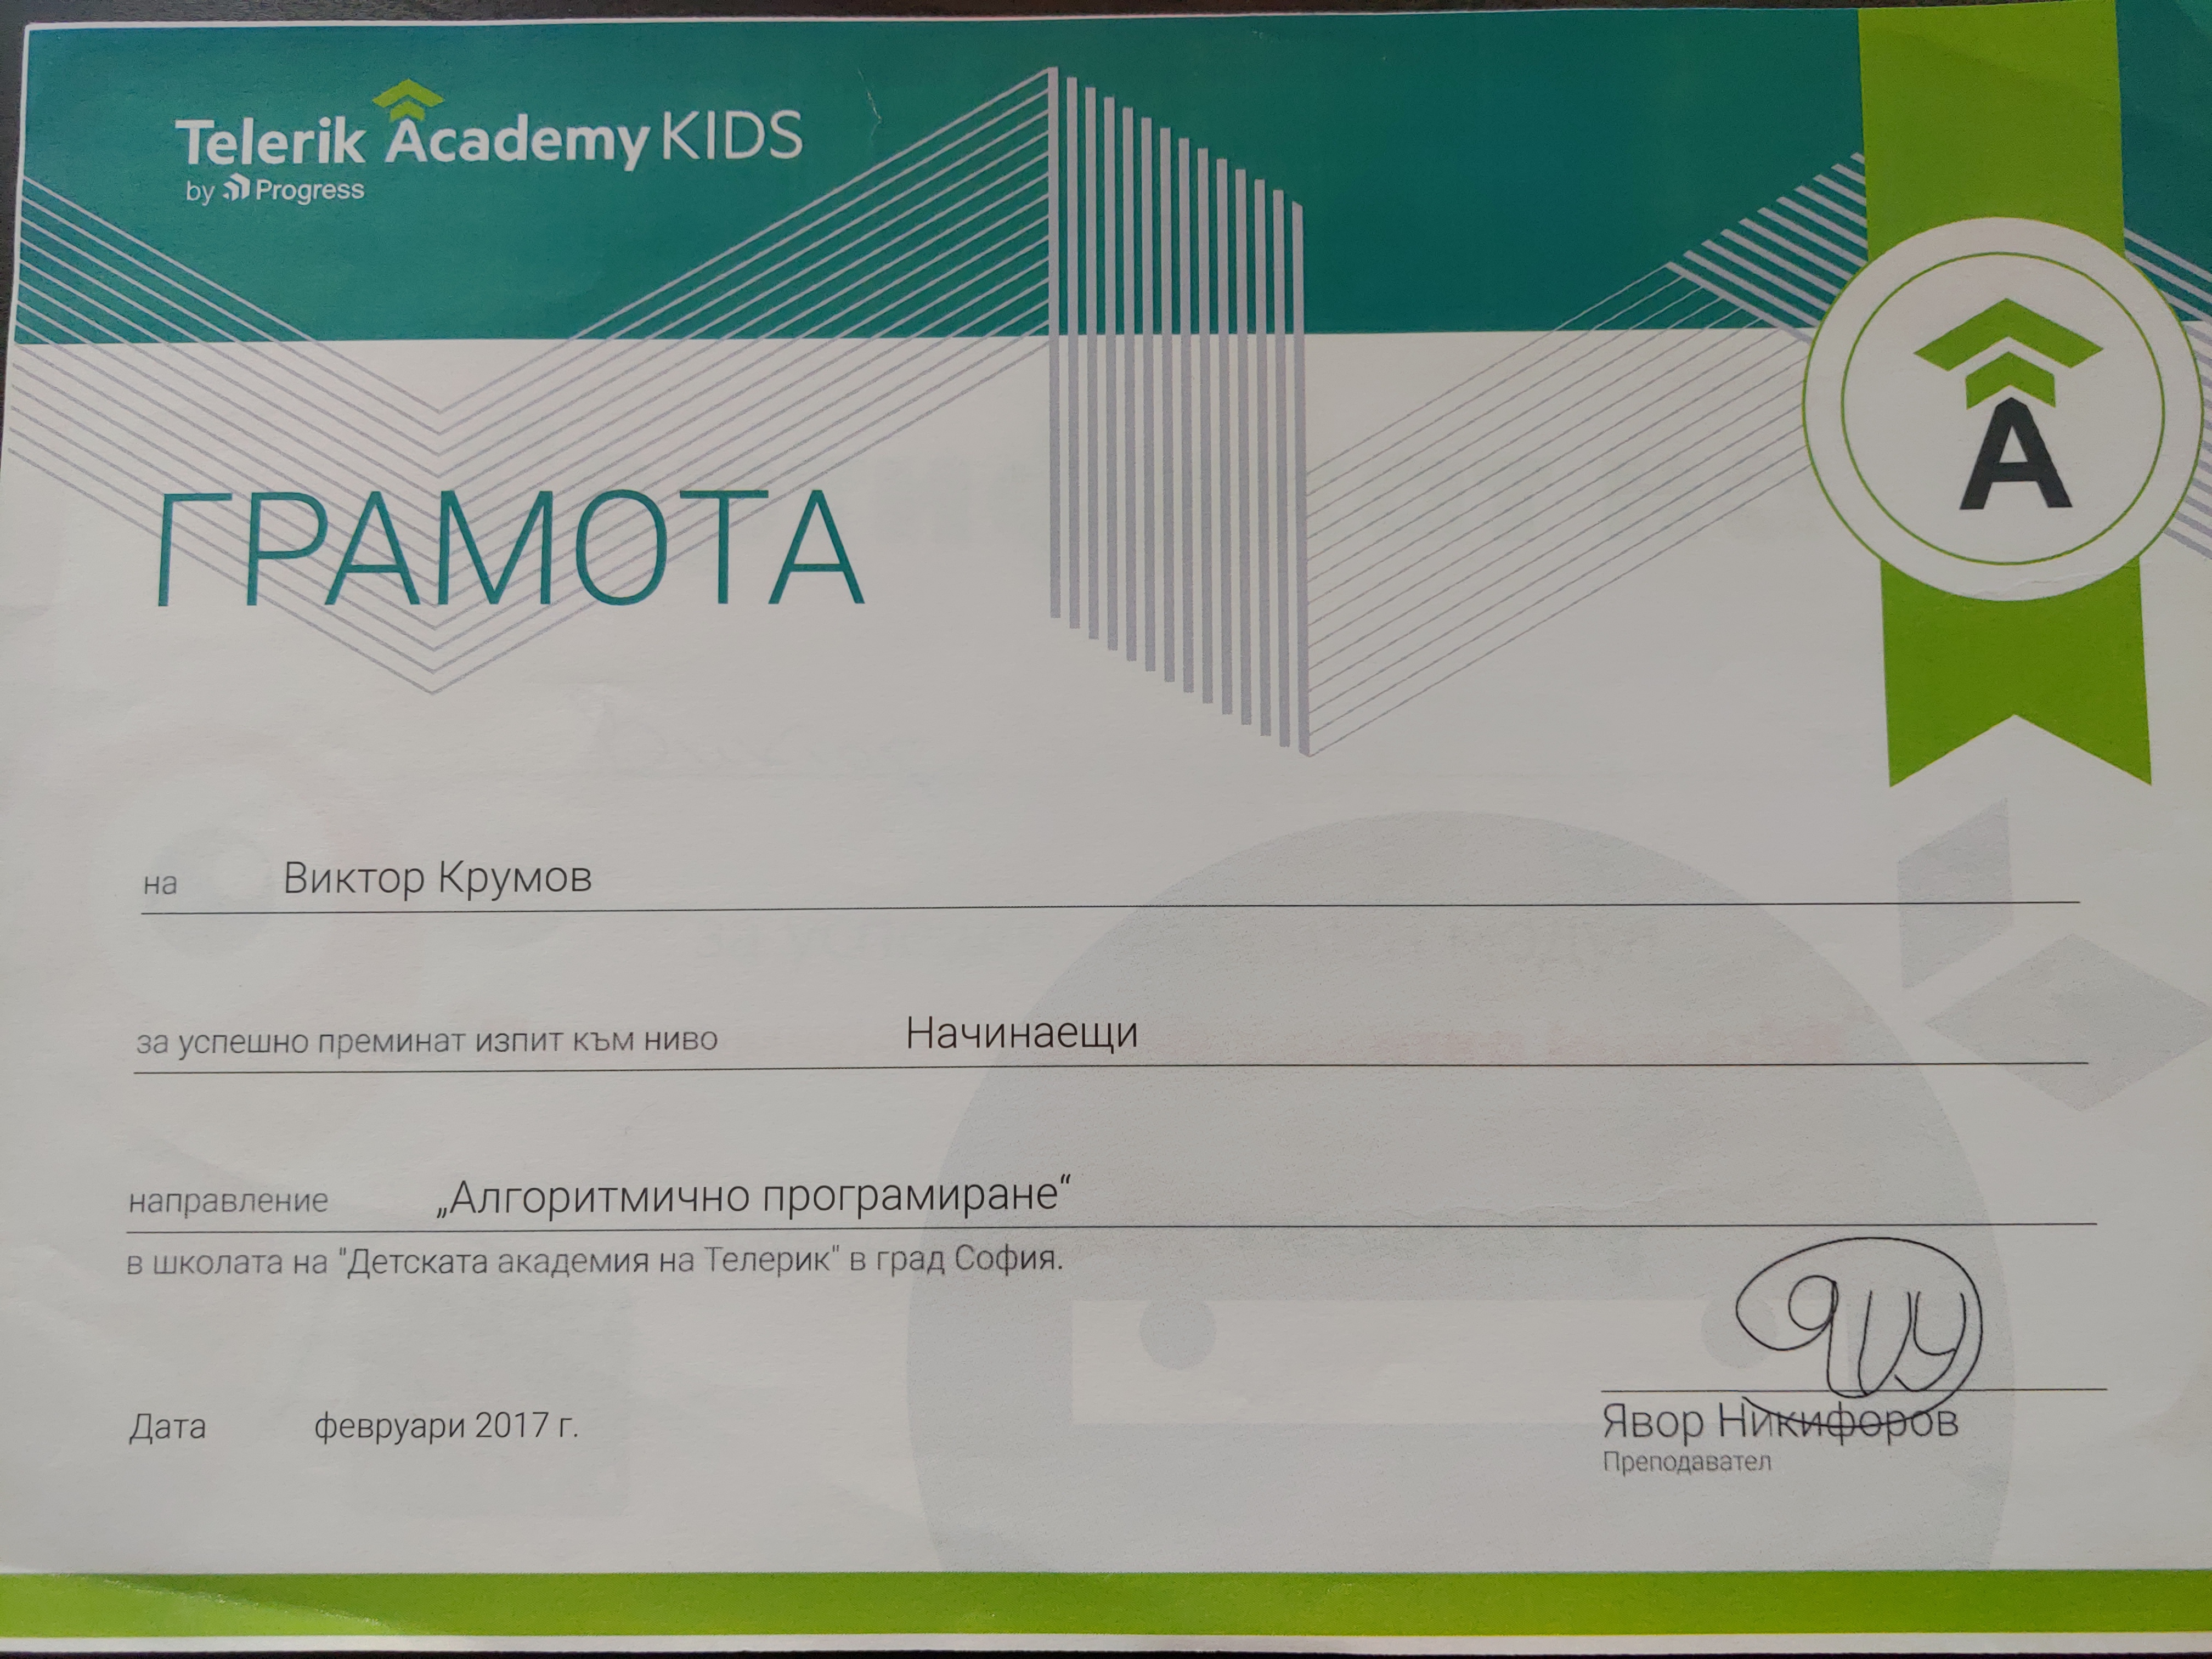 Telerik Academy KIDS
by Progress
A
ГРАМОТА
на Виктор Крумов
за успешно преминат изпит към ниво Начинаещи
направление „Алгоритмично програмиране“
в школата на "Детската академия на Телерик" в град София.
Дата февруари 2017 г.
Явор Никифоров
Преподавател